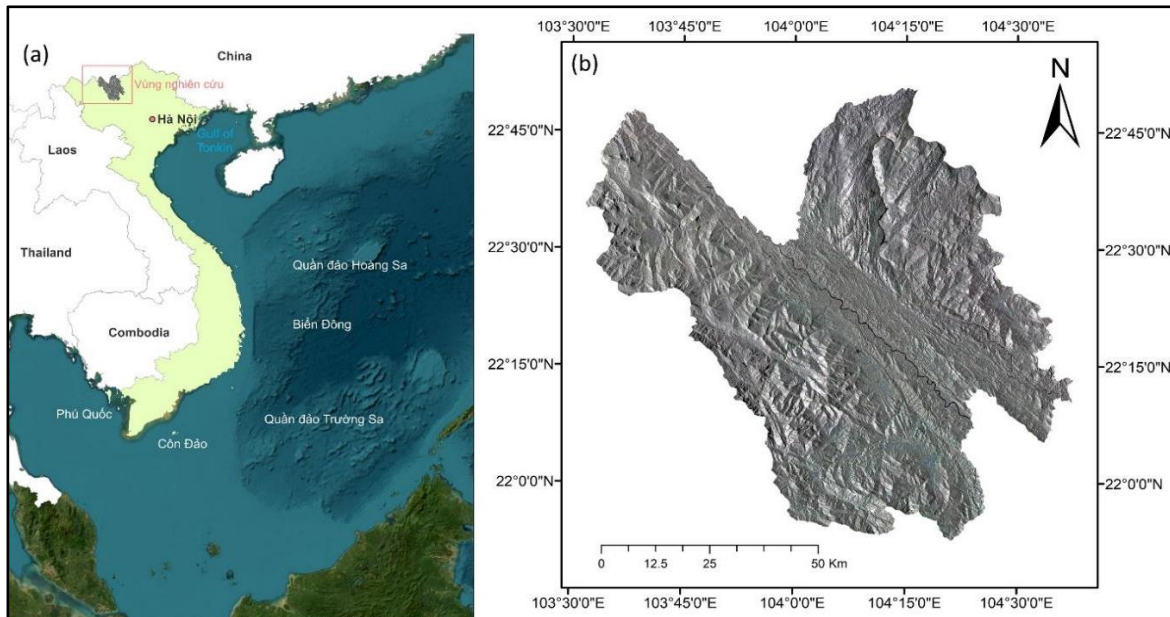 (a)
China
Vùng nghiên cứu
Hà Nội
Gulf of
Tonkin
Laos
Thailand
Quần đảo Hoàng Sa
Combodia
Biển Đông
Phú Quốc
Quần đảo Trường Sa
Côn Đảo
103°30'0"E 103°45'0"E 104°0'0"E 104°15'0"E 104°30'0"E
(b)
N
22°45'0"N 22°45'0"N
22°30'0"N 22°30'0"N
22°15'0"N 22°15'0"N
22°0'0"N 22°0'0"N
0 12.5 25 50 Km
103°30'0"E 103°45'0"E 104°0'0"E 104°15'0"E 104°30'0"E